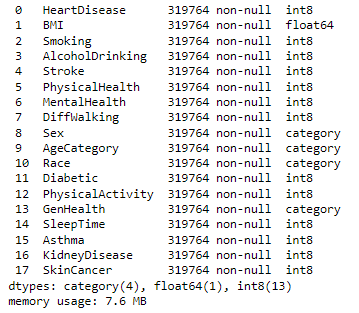 0 HeartDisease 319764 non-null int8
1 BMI 319764 non-null float64
2 Smoking 319764 non-null int8
3 AlcoholDrinking 319764 non-null int8
4 Stroke 319764 non-null int8
5 PhysicalHealth 319764 non-null int8
6 MentalHealth 319764 non-null int8
7 DiffWalking 319764 non-null int8
8 Sex 319764 non-null category
9 AgeCategory 319764 non-null category
10 Race 319764 non-null category
11 Diabetic 319764 non-null int8
12 PhysicalActivity 319764 non-null int8
13 GenHealth 319764 non-null category
14 SleepTime 319764 non-null int8
15 Asthma 319764 non-null int8
16 KidneyDisease 319764 non-null int8
17 SkinCancer 319764 non-null int8
dtypes: category(4), float64(1), int8(13)
memory usage: 7.6 MB